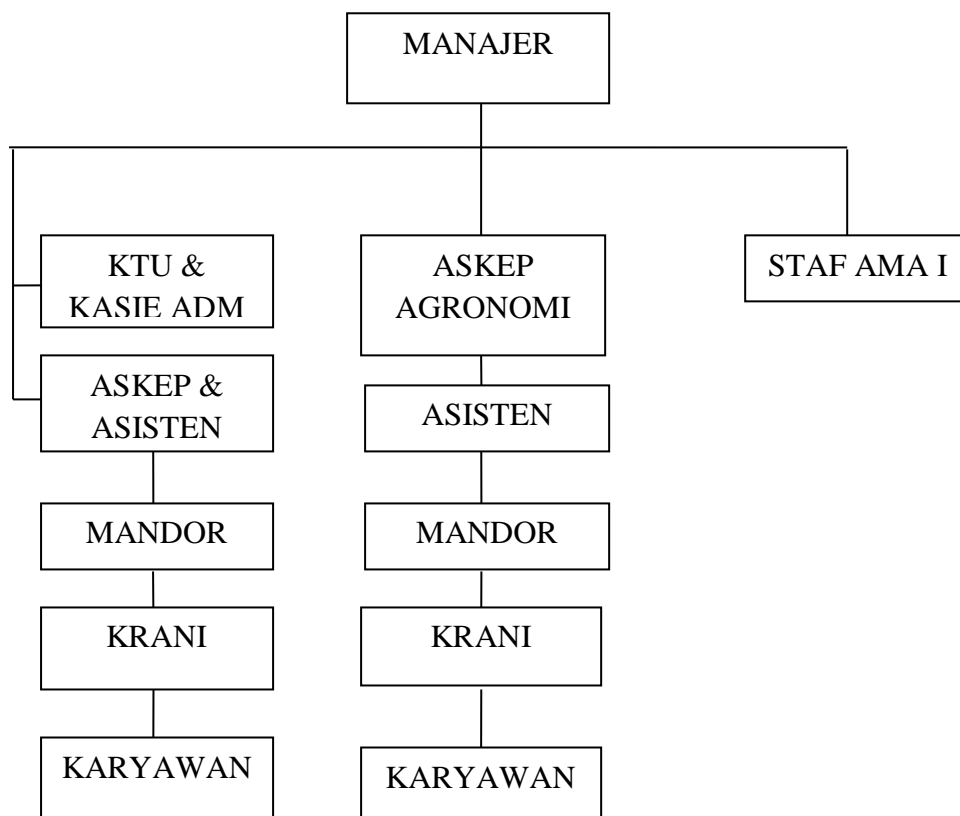 MANAJER
KTU &
KASIE ADM
ASKEP
AGRONOMI
STAF AMA I
ASKEP &
ASISTEN
ASISTEN
MANDOR
MANDOR
KRANI
KRANI
KARYAWAN
KARYAWAN